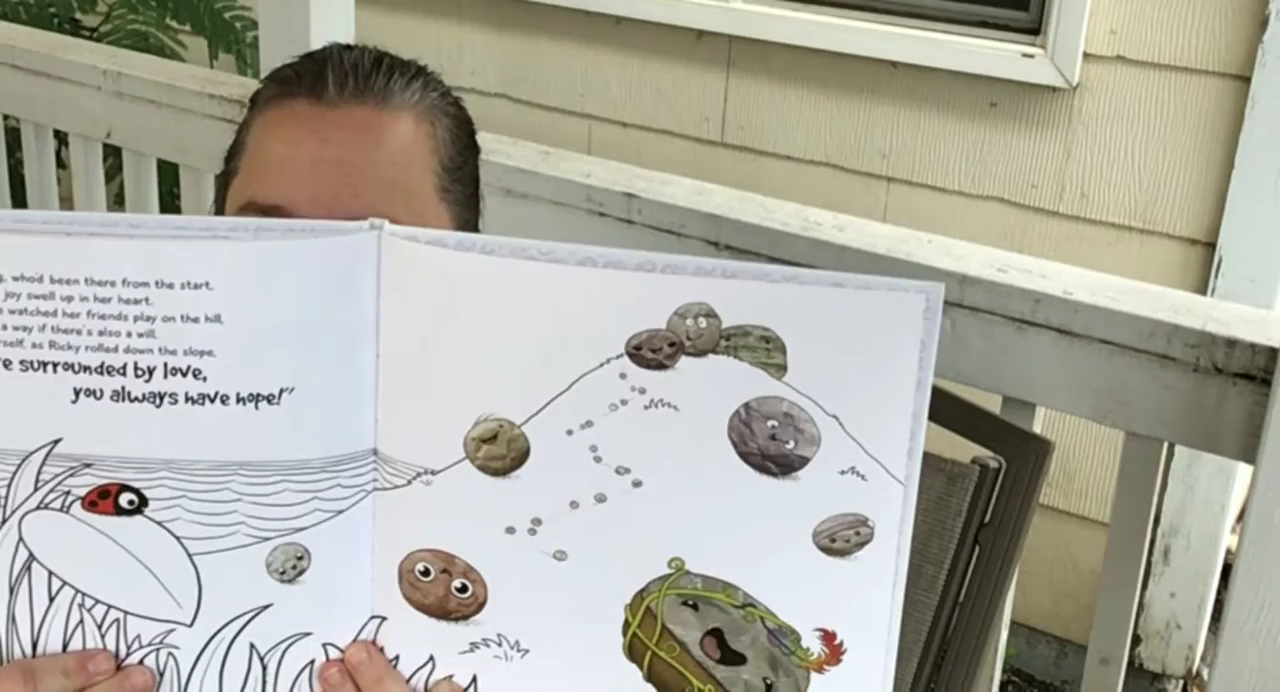 who'd been there from the start,
joy swell up in her heart.
watched her friends play on the hill,
a way if there's also a will.
as Ricky rolled down the slope,
surrounded by love,
you always have hope!"